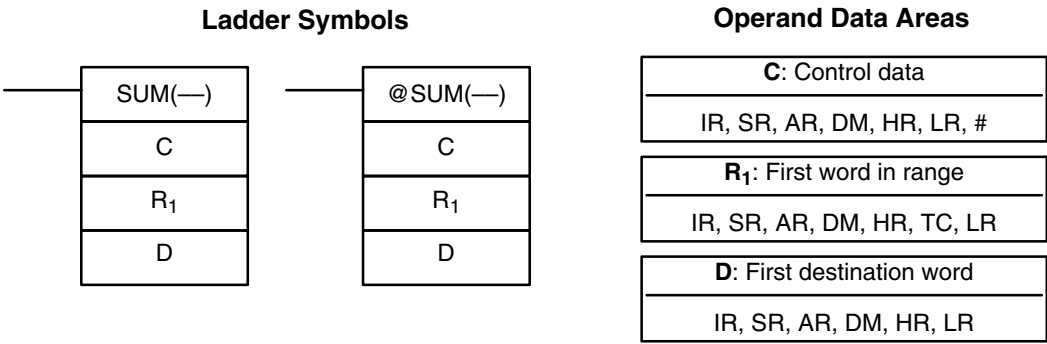 Ladder Symbols
SUM(—)
C
R1
D
@SUM(—)
C
R1
D
Operand Data Areas
C: Control data
IR, SR, AR, DM, HR, LR, #
R1: First word in range
IR, SR, AR, DM, HR, TC, LR
D: First destination word
IR, SR, AR, DM, HR, LR